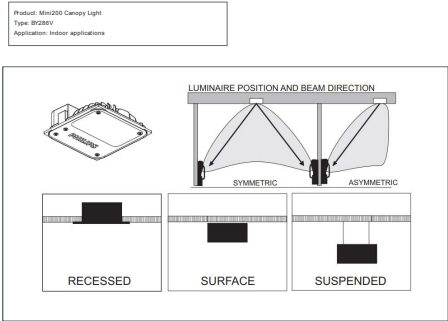 Product: Mini200 Canopy Light
Type: BY286V
Application: Indoor applications
LUMINAIRE POSITION AND BEAM DIRECTION
PHILIPS
SYMMETRIC
ASYMMETRIC
RECESSED
SURFACE
SUSPENDED